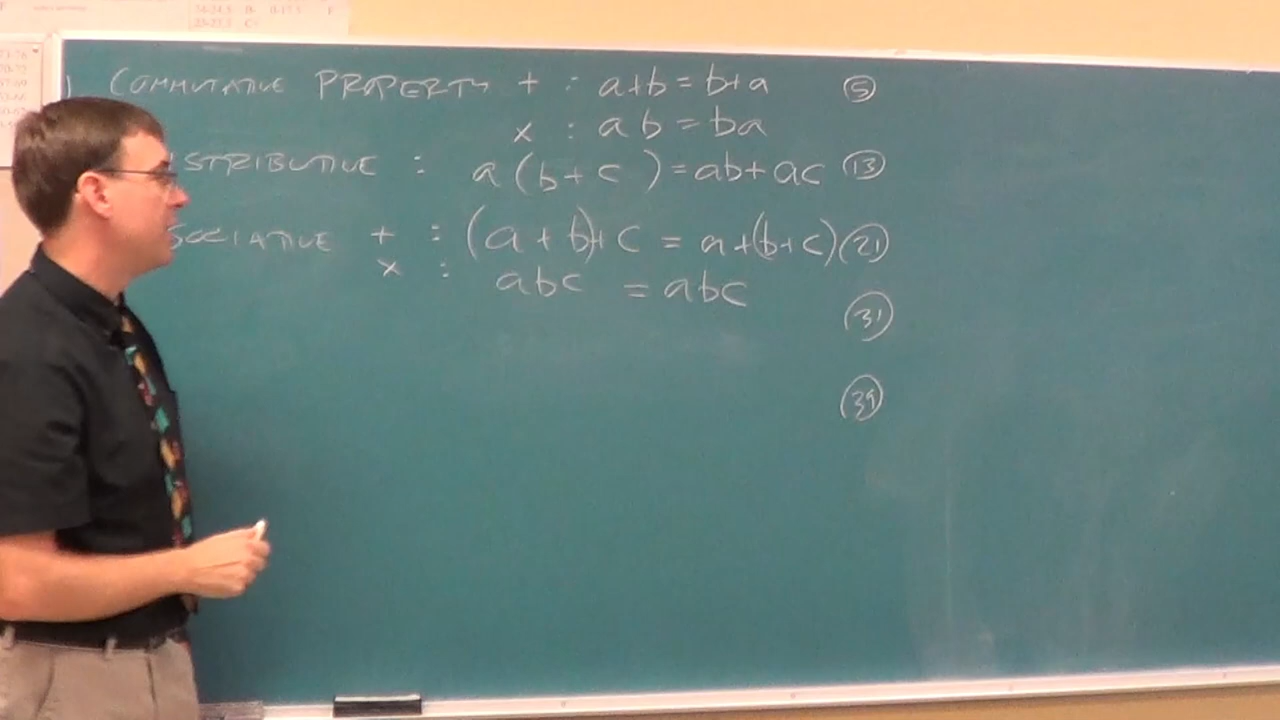 ) COMMUTATIVE PROPERTY + : a+b = b+a (5)
x : ab = ba
STRIBUTIVE : a(b+c) = ab+ac (13)
SOCIATIVE + : (a+b)+c = a+(b+c) (21)
x : abc = abc
(31)
(39)